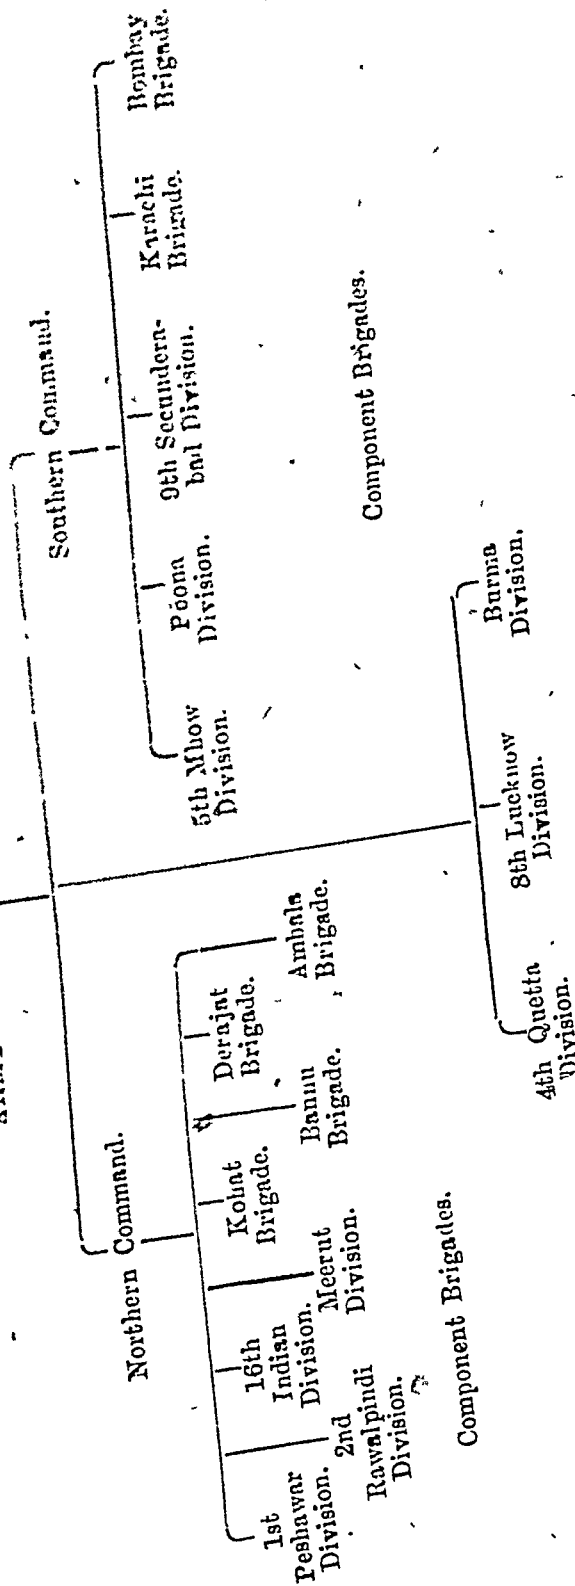 Northern Command.
Southern Command.
1st
Peshawar
Division.
2nd
Rawalpindi
Division.
16th
Indian
Division.
Meerut
Division.
Kohat
Brigade.
Bannu
Brigade.
Derajat
Brigade.
Ambala
Brigade.
5th Mhow
Division.
Poona
Division.
9th Secundera-
bad Division.
Karachi
Brigade.
Bombay
Brigade.
Component Brigades.
Component Brigades.
4th Quetta
Division.
8th Lucknow
Division.
Burma
Division.